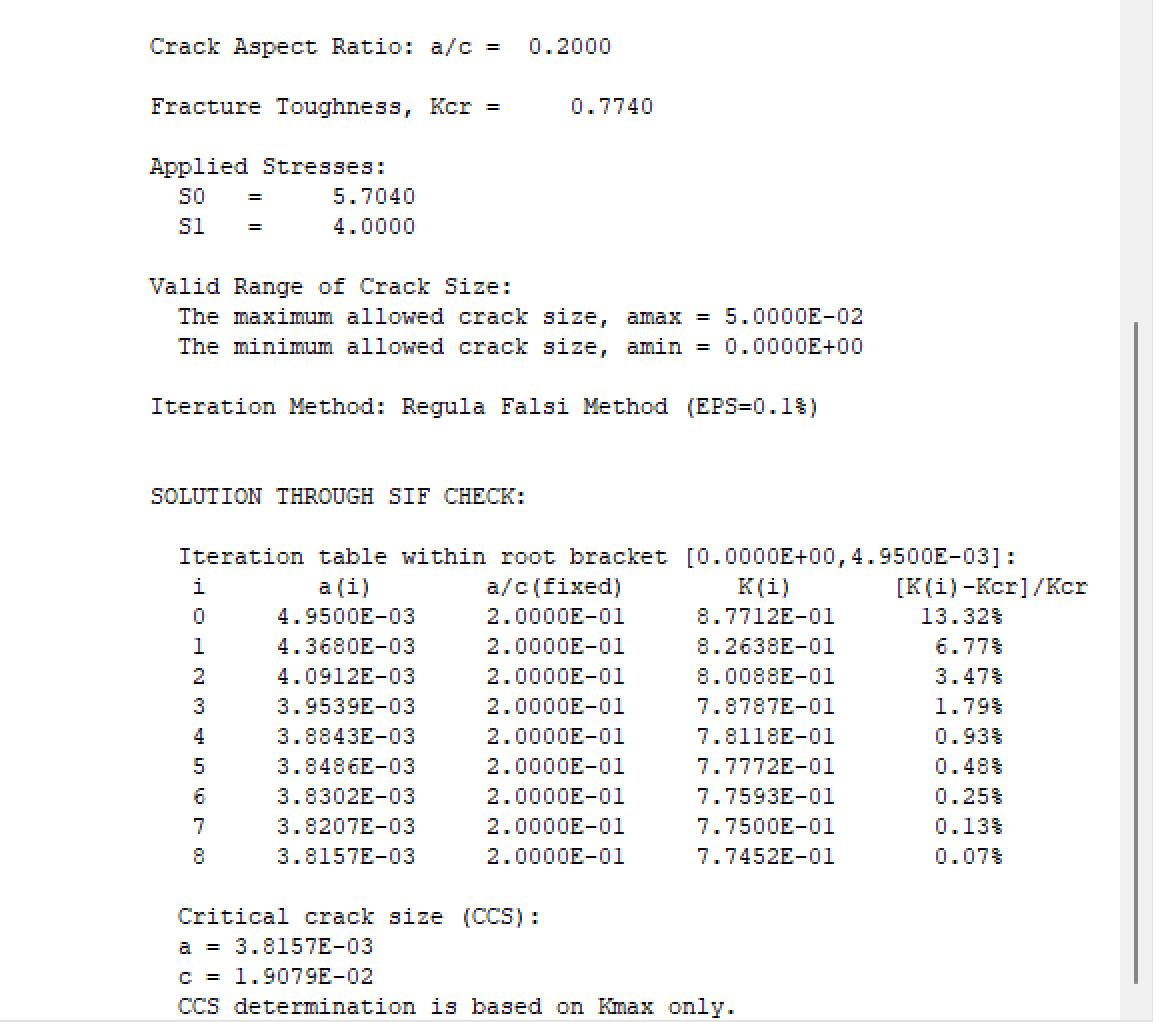 Crack Aspect Ratio: a/c = 0.2000
Fracture Toughness, Kcr = 0.7740
Applied Stresses:
S0 = 5.7040
S1 = 4.0000
Valid Range of Crack Size:
The maximum allowed crack size, amax = 5.0000E-02
The minimum allowed crack size, amin = 0.0000E+00
Iteration Method: Regula Falsi Method (EPS=0.1%)
SOLUTION THROUGH SIF CHECK:
Iteration table within root bracket [0.0000E+00,4.9500E-03]:
i a(i) a/c(fixed) K(i) [K(i)-Kcr]/Kcr
0 4.9500E-03 2.0000E-01 8.7712E-01 13.32%
1 4.3680E-03 2.0000E-01 8.2638E-01 6.77%
2 4.0912E-03 2.0000E-01 8.0088E-01 3.47%
3 3.9539E-03 2.0000E-01 7.8787E-01 1.79%
4 3.8843E-03 2.0000E-01 7.8118E-01 0.93%
5 3.8486E-03 2.0000E-01 7.7772E-01 0.48%
6 3.8302E-03 2.0000E-01 7.7593E-01 0.25%
7 3.8207E-03 2.0000E-01 7.7500E-01 0.13%
8 3.8157E-03 2.0000E-01 7.7452E-01 0.07%
Critical crack size (CCS):
a = 3.8157E-03
c = 1.9079E-02
CCS determination is based on Kmax only.